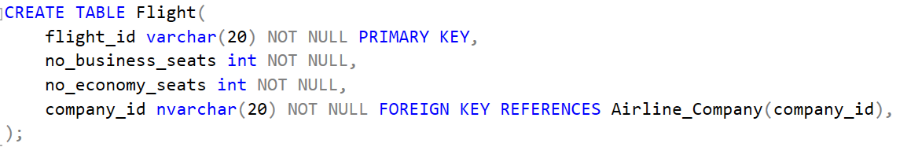 CREATE TABLE Flight(
flight_id varchar(20) NOT NULL PRIMARY KEY,
no_business_seats int NOT NULL,
no_economy_seats int NOT NULL,
company_id nvarchar(20) NOT NULL FOREIGN KEY REFERENCES Airline_Company(company_id),
);